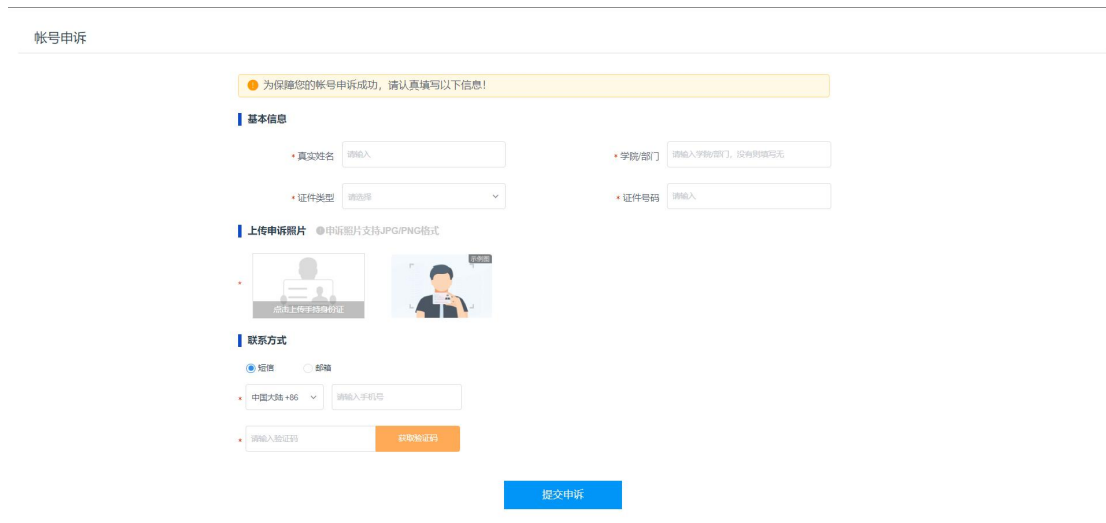 帐号申诉
为保障您的帐号申诉成功，请认真填写以下信息！
基本信息
* 真实姓名 请输入 * 学院/部门 请输入学院/部门，没有则填写无
* 证件类型 请选择 * 证件号码 请输入
上传申诉照片 申诉照片支持JPG/PNG格式
示例图
* 点击上传手持身份证
联系方式
短信 邮箱
* 中国大陆 +86 请输入手机号
* 请输入验证码 获取验证码
提交申诉